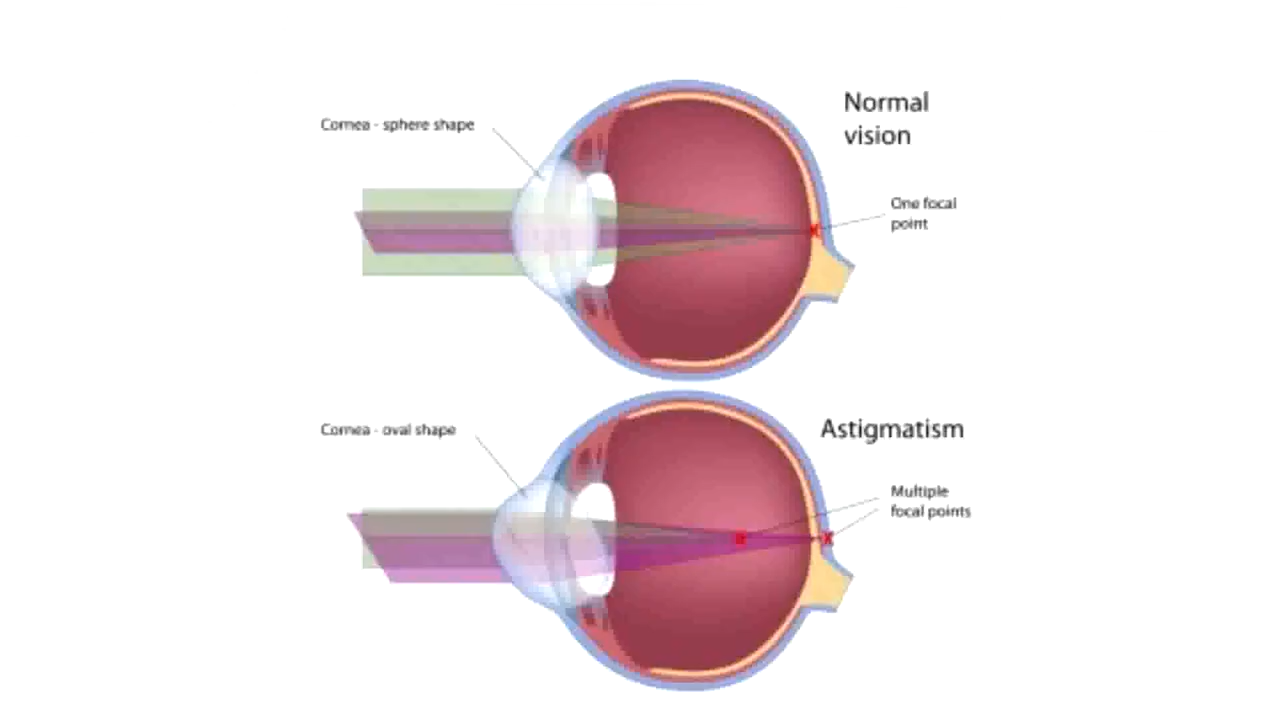 Normal
vision
Cornea - sphere shape
One focal
point
Cornea - oval shape
Astigmatism
Multiple
focal points